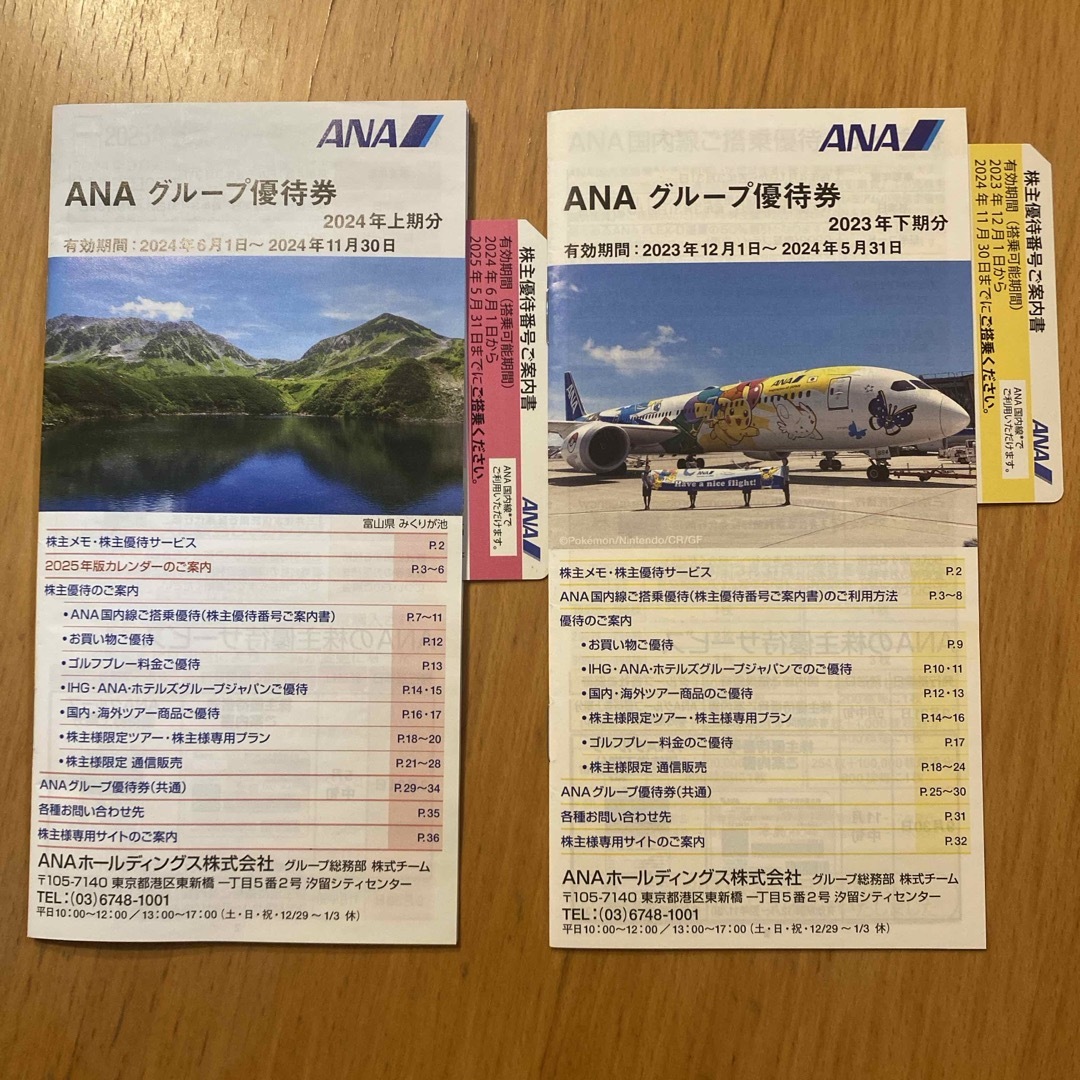 ANA
ANA グループ優待券
2024年上期分
有効期間：2024年6月1日～2024年11月30日
富山県 みくりが池
株主メモ・株主優待サービス P.2
2025年版カレンダーのご案内 P.3～6
株主優待のご案内
・ANA国内線ご搭乗優待（株主優待番号ご案内書） P.7～11
・お買い物ご優待 P.12
・ゴルフプレー料金ご優待 P.13
・IHG・ANA・ホテルズグループジャパンご優待 P.14・15
・国内・海外ツアー商品ご優待 P.16・17
・株主様限定ツアー・株主様専用プラン P.18～20
・株主様限定 通信販売 P.21～28
ANAグループ優待券（共通） P.29～34
各種お問い合わせ先 P.35
株主様専用サイトのご案内 P.36
ANAホールディングス株式会社 グループ総務部 株式チーム
〒105-7140 東京都港区東新橋 一丁目5番2号 汐留シティセンター
TEL：(03)6748-1001
平日10：00～12：00／13：00～17：00（土・日・祝・12/29～1/3 休）
株主優待番号ご案内書
有効期間（搭乗可能期間）
2024年6月1日から
2025年5月31日までにご搭乗ください。
ANA国内線*で
ご利用いただけます。
ANA
ANA
ANA グループ優待券
2023年下期分
有効期間：2023年12月1日～2024年5月31日
ANA
Have a nice flight!
©Pokémon/Nintendo/CR/GF
株主メモ・株主優待サービス P.2
ANA国内線ご搭乗優待（株主優待番号ご案内書）のご利用方法 P.3～8
優待のご案内
・お買い物ご優待 P.9
・IHG・ANA・ホテルズグループジャパンでのご優待 P.10・11
・国内・海外ツアー商品のご優待 P.12・13
・株主様限定ツアー・株主様専用プラン P.14～16
・ゴルフプレー料金のご優待 P.17
・株主様限定 通信販売 P.18～24
ANAグループ優待券（共通） P.25～30
各種お問い合わせ先 P.31
株主様専用サイトのご案内 P.32
ANAホールディングス株式会社 グループ総務部 株式チーム
〒105-7140 東京都港区東新橋 一丁目5番2号 汐留シティセンター
TEL：(03)6748-1001
平日10：00～12：00／13：00～17：00（土・日・祝・12/29～1/3 休）
株主優待番号ご案内書
有効期間（搭乗可能期間）
2023年12月1日から
2024年11月30日までにご搭乗ください。
ANA国内線*で
ご利用いただけます。
ANA